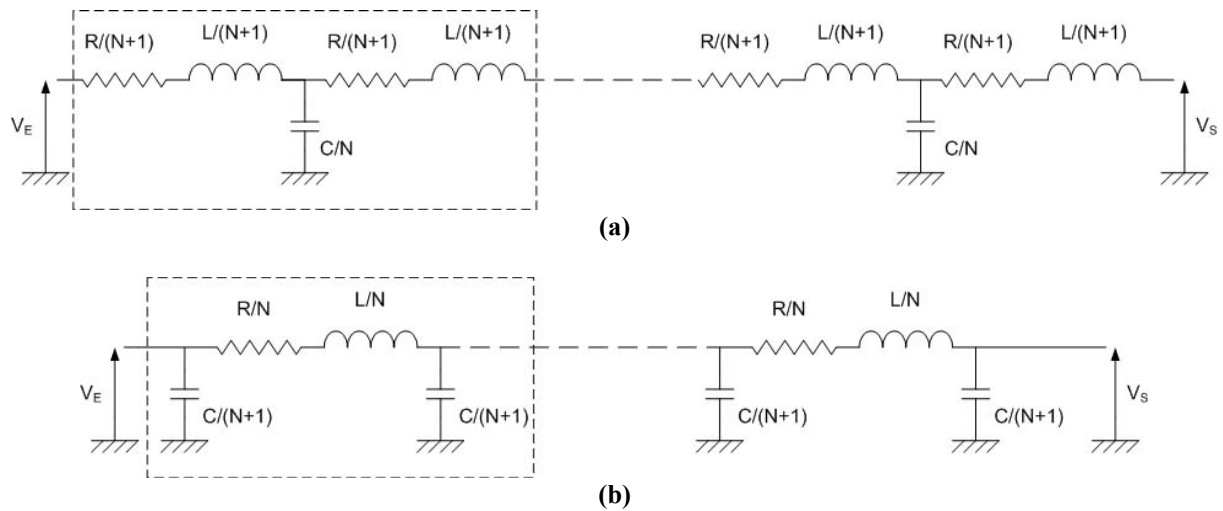 R/(N+1) L/(N+1) R/(N+1) L/(N+1) R/(N+1) L/(N+1) R/(N+1) L/(N+1)
V_E C/N C/N V_S
(a)
R/N L/N R/N L/N
V_E C/(N+1) C/(N+1) C/(N+1) C/(N+1) V_S
(b)